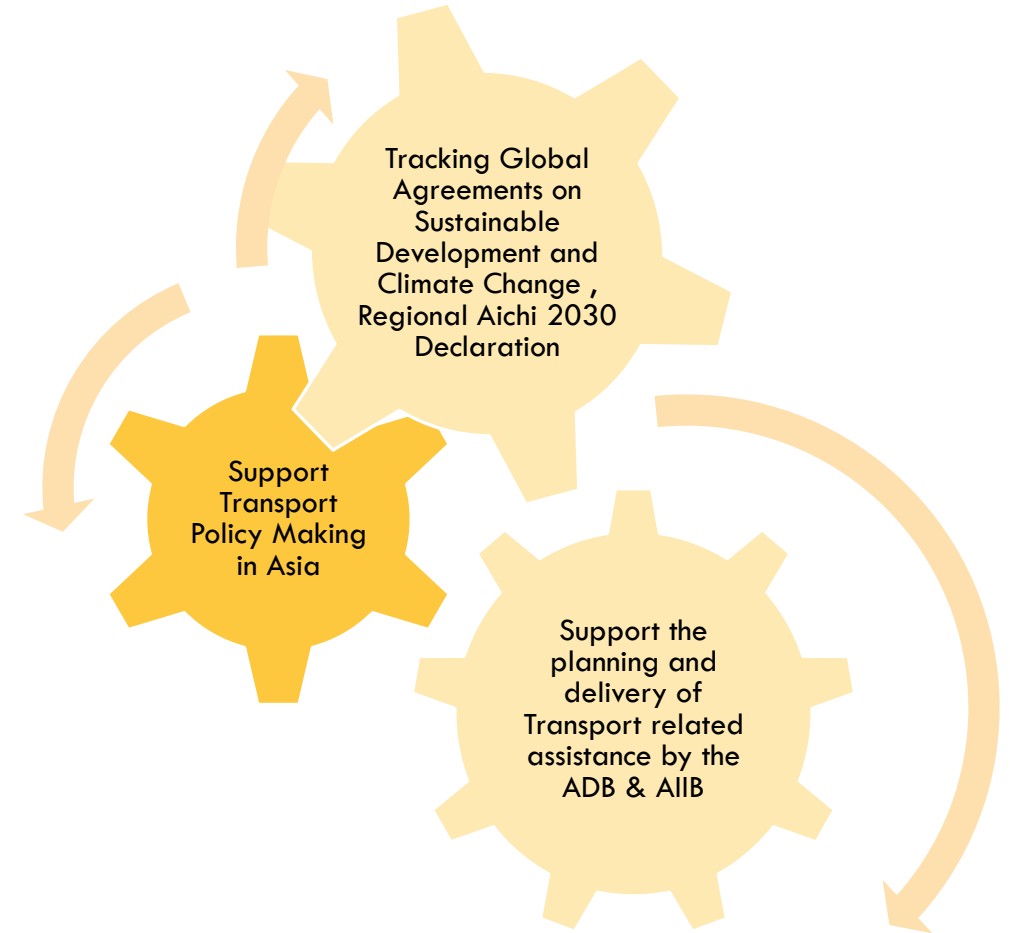 Tracking Global
Agreements on
Sustainable
Development and
Climate Change ,
Regional Aichi 2030
Declaration
Support
Transport
Policy Making
in Asia
Support the
planning and
delivery of
Transport related
assistance by the
ADB & AIIB